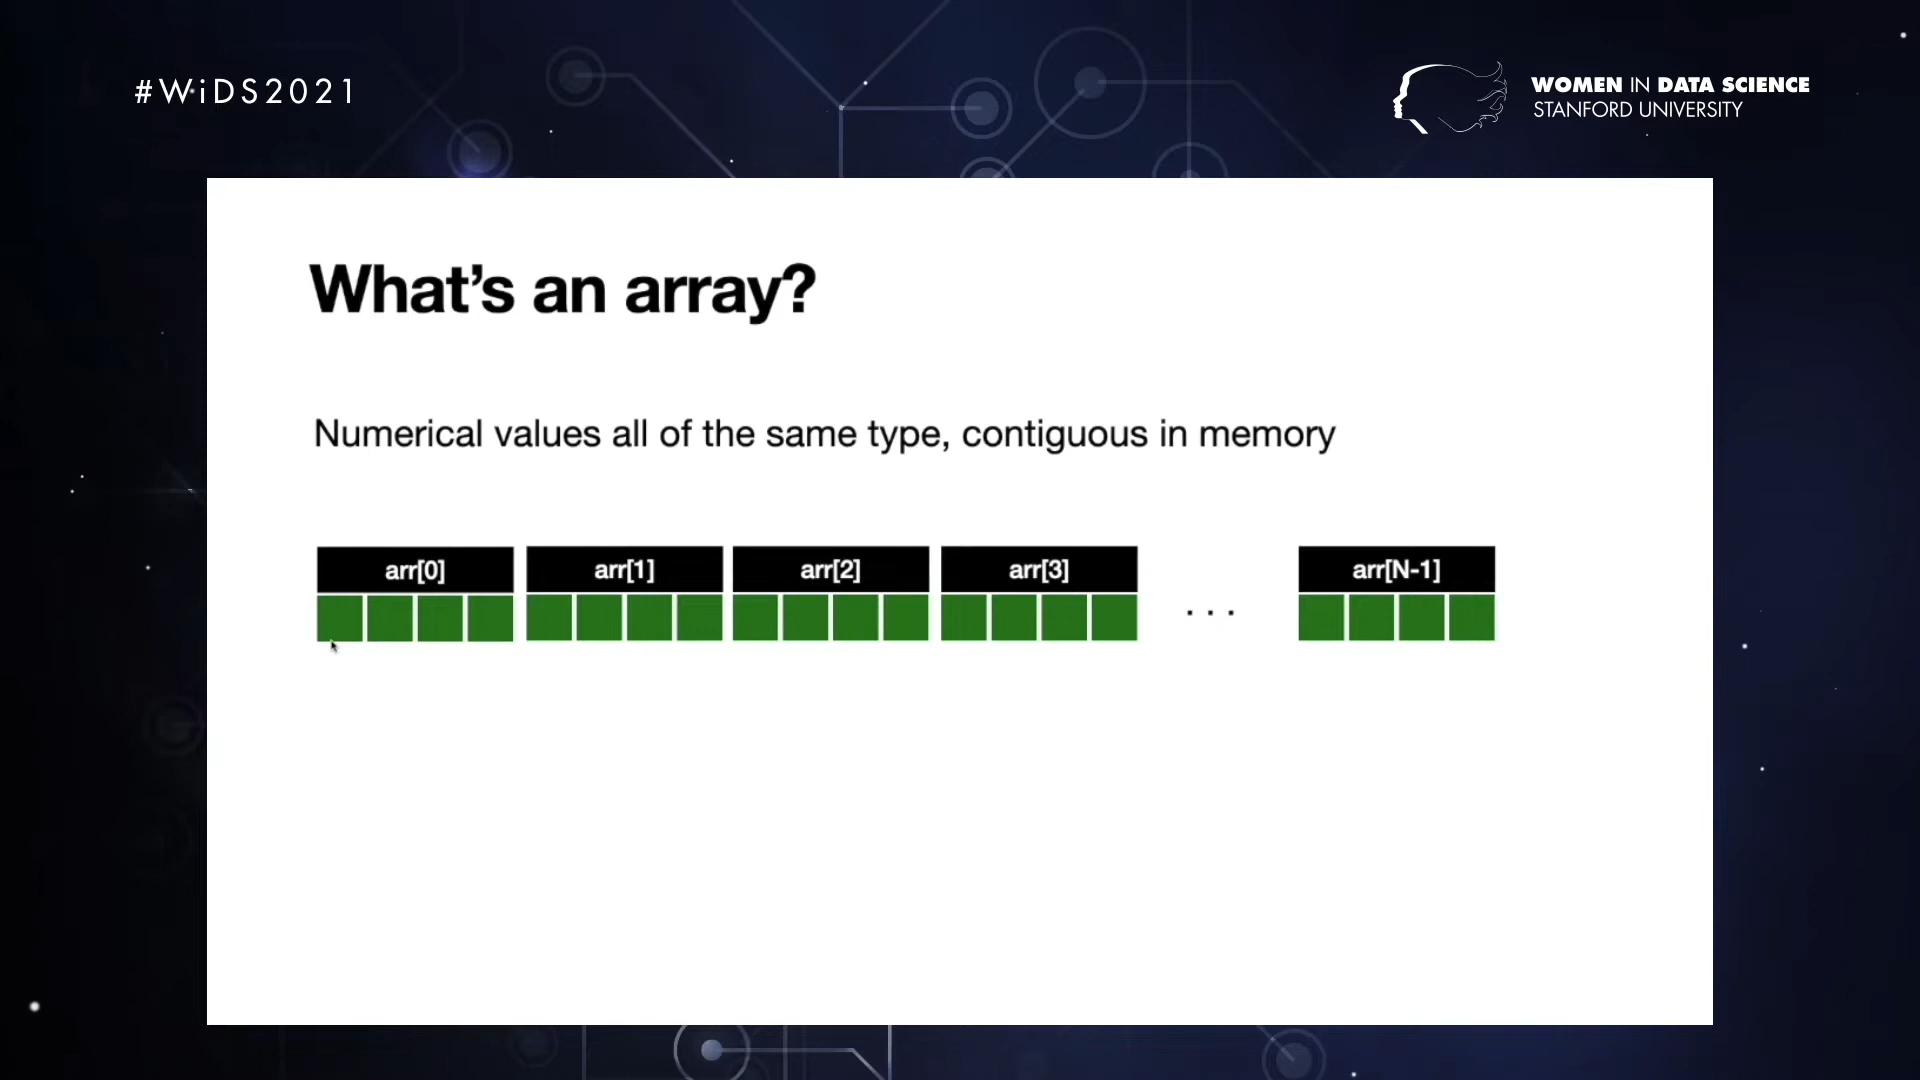 #WiDS2021
WOMEN IN DATA SCIENCE
STANFORD UNIVERSITY
What's an array?
Numerical values all of the same type, contiguous in memory
arr[0] arr[1] arr[2] arr[3] . . . arr[N-1]